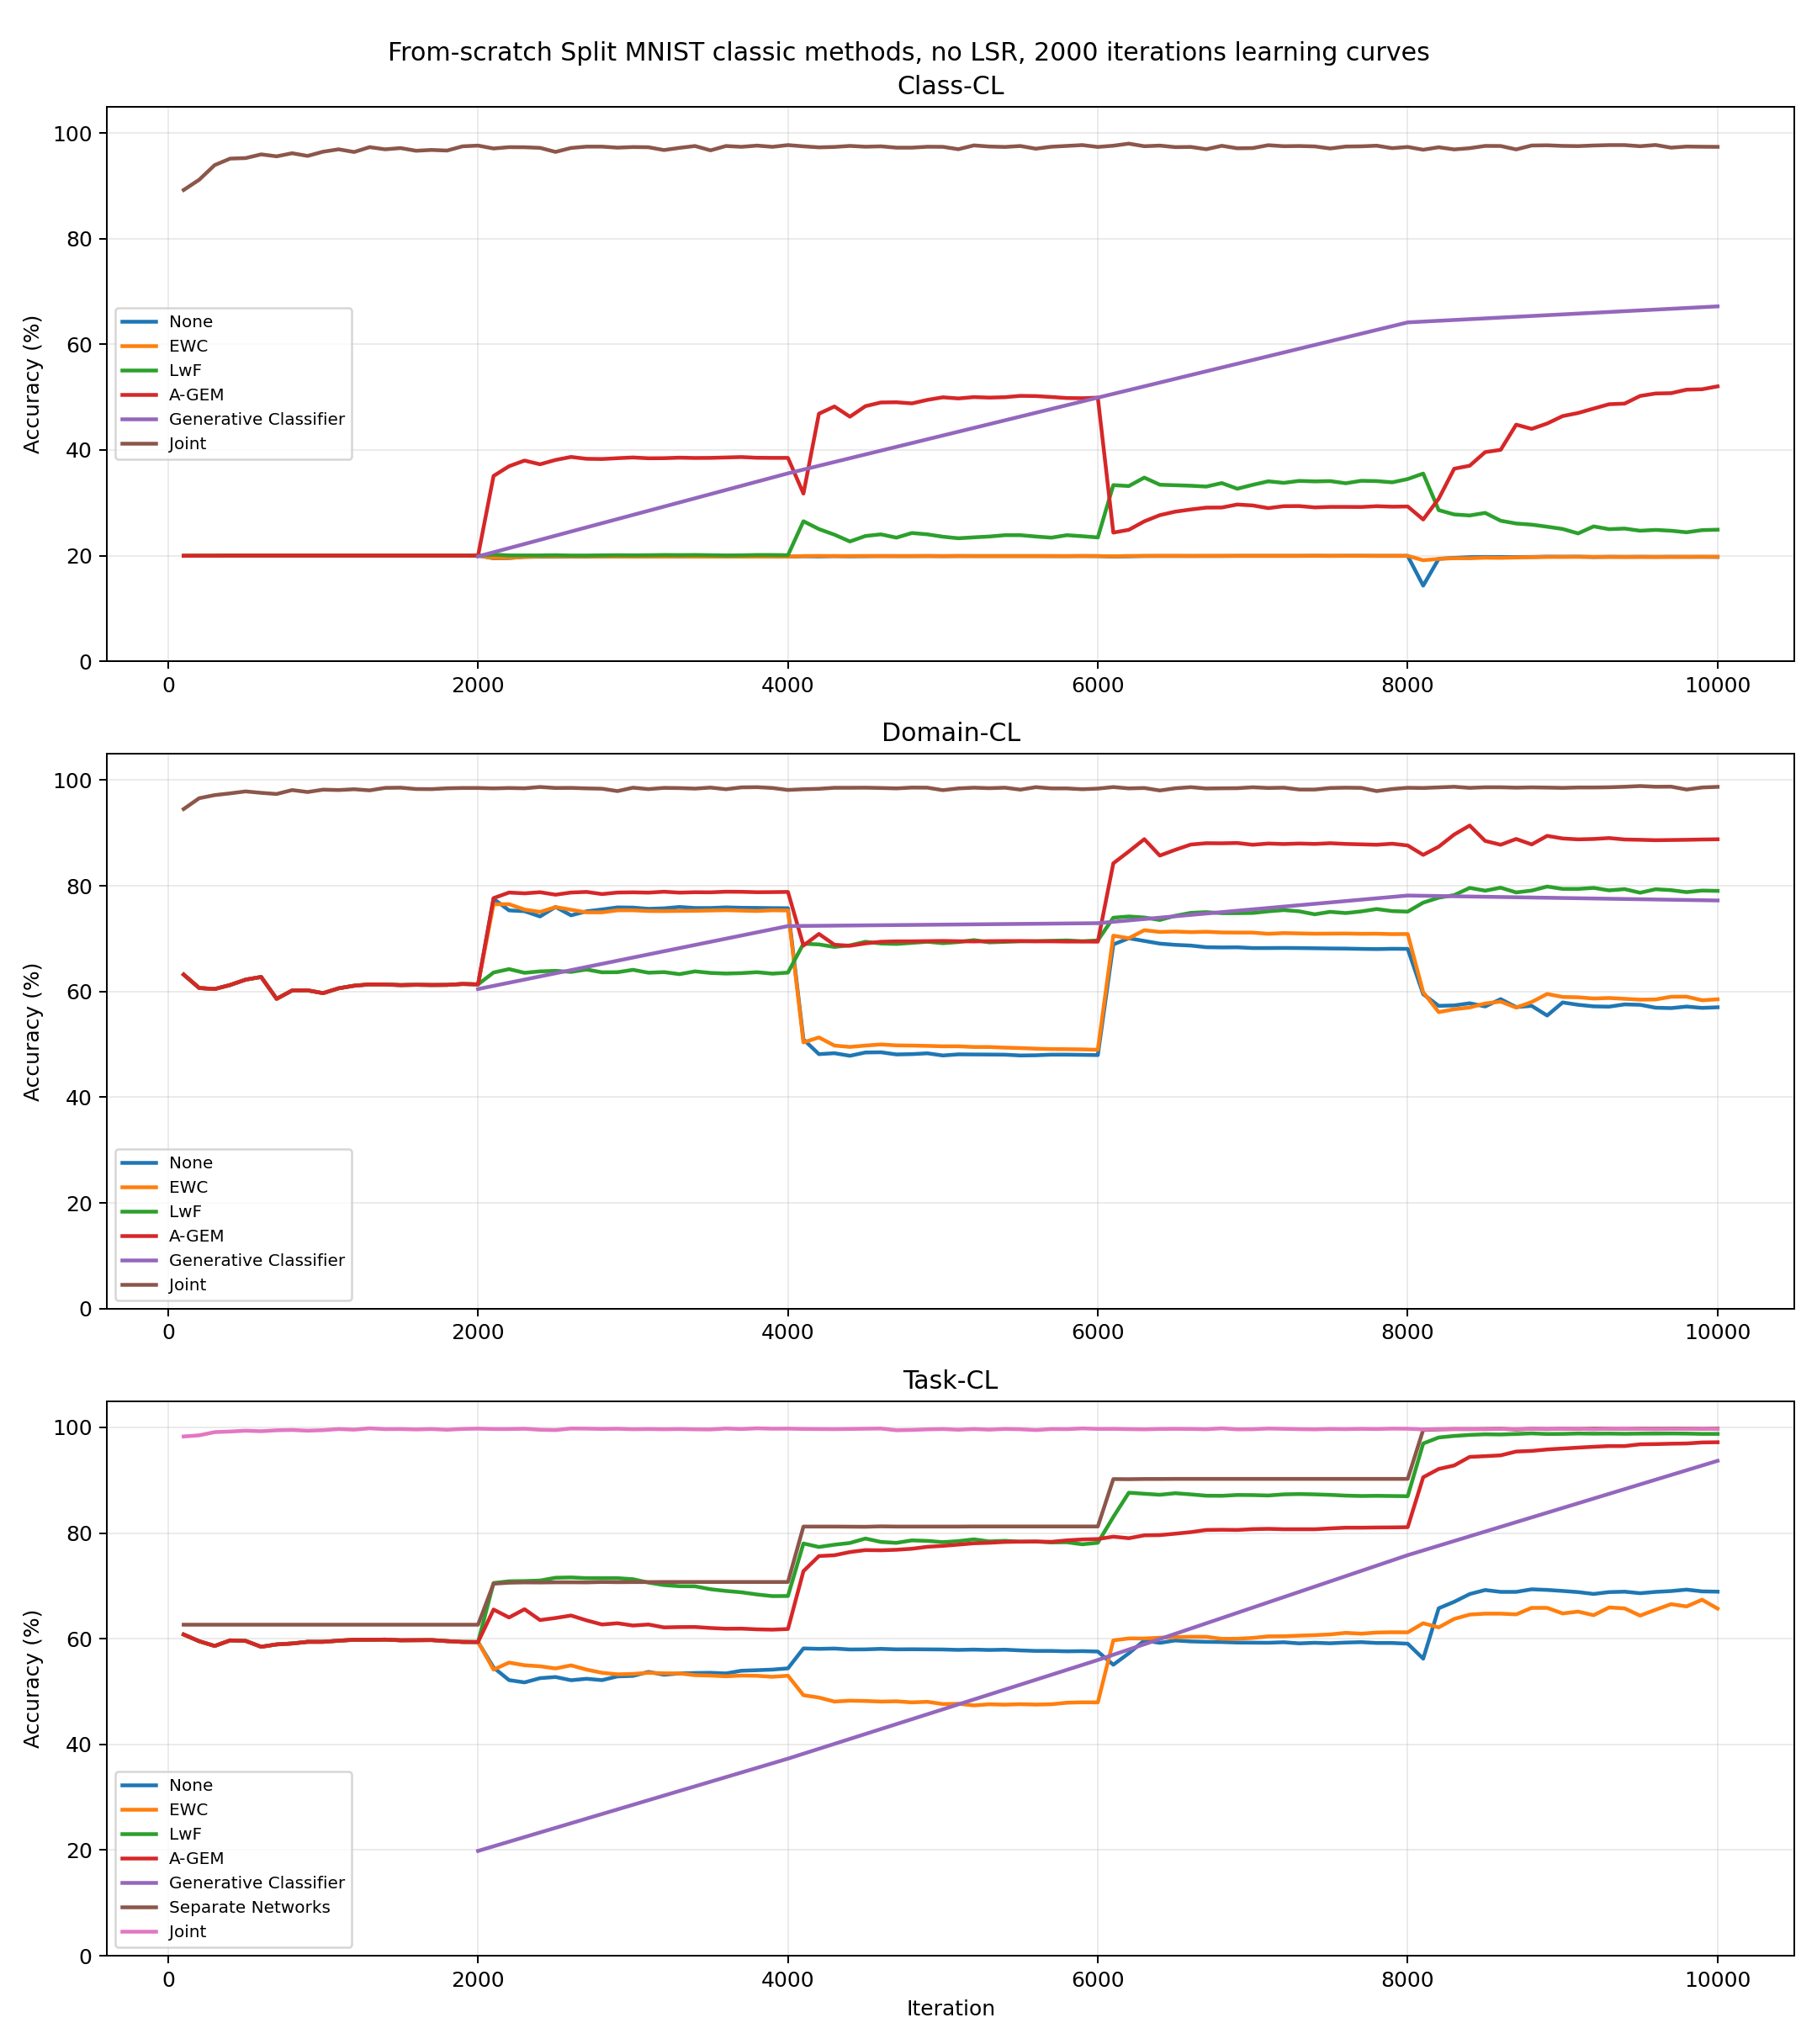 From-scratch Split MNIST classic methods, no LSR, 2000 iterations learning curves
Class-CL
Accuracy (%)
100
80
60
40
20
0
None
EWC
LwF
A-GEM
Generative Classifier
Joint
0 2000 4000 6000 8000 10000
Domain-CL
Accuracy (%)
100
80
60
40
20
0
None
EWC
LwF
A-GEM
Generative Classifier
Joint
0 2000 4000 6000 8000 10000
Task-CL
Accuracy (%)
100
80
60
40
20
0
None
EWC
LwF
A-GEM
Generative Classifier
Separate Networks
Joint
0 2000 4000 6000 8000 10000
Iteration